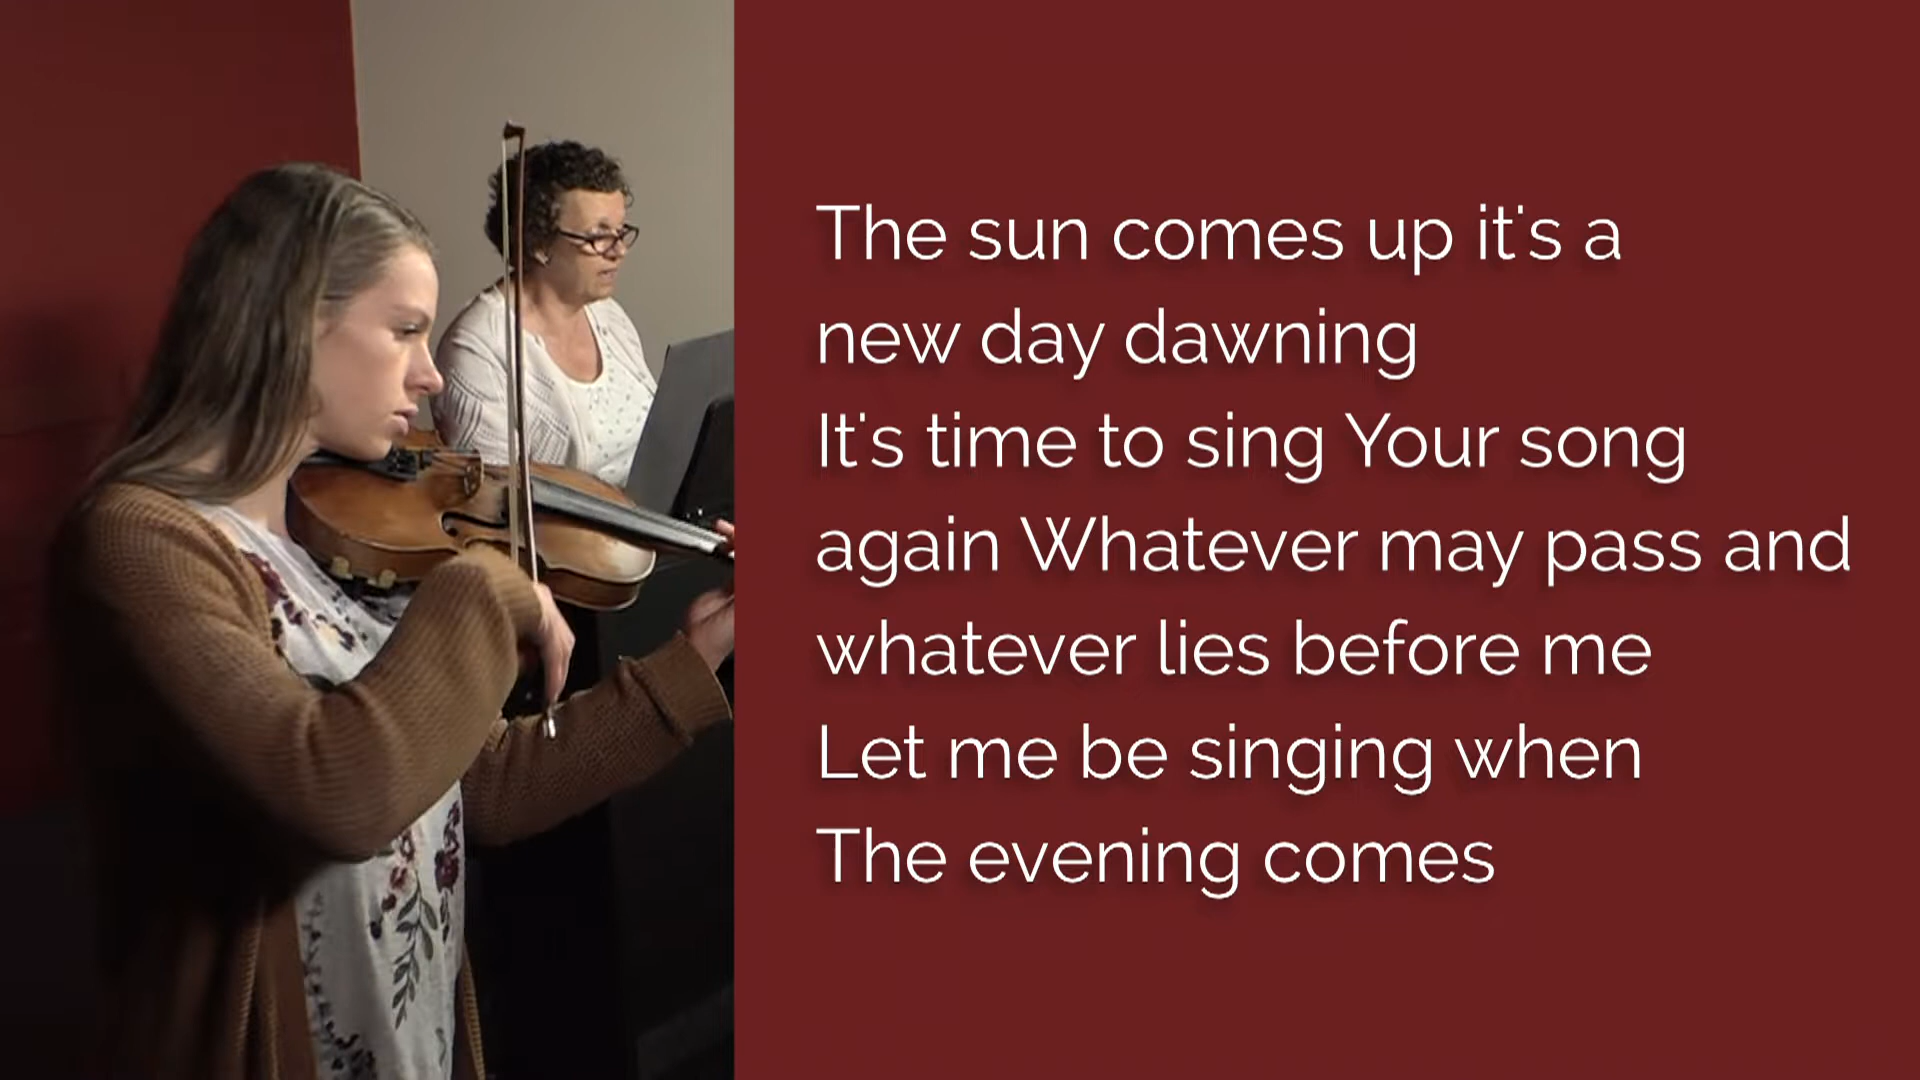 The sun comes up it's a
new day dawning
It's time to sing Your song
again Whatever may pass and
whatever lies before me
Let me be singing when
The evening comes